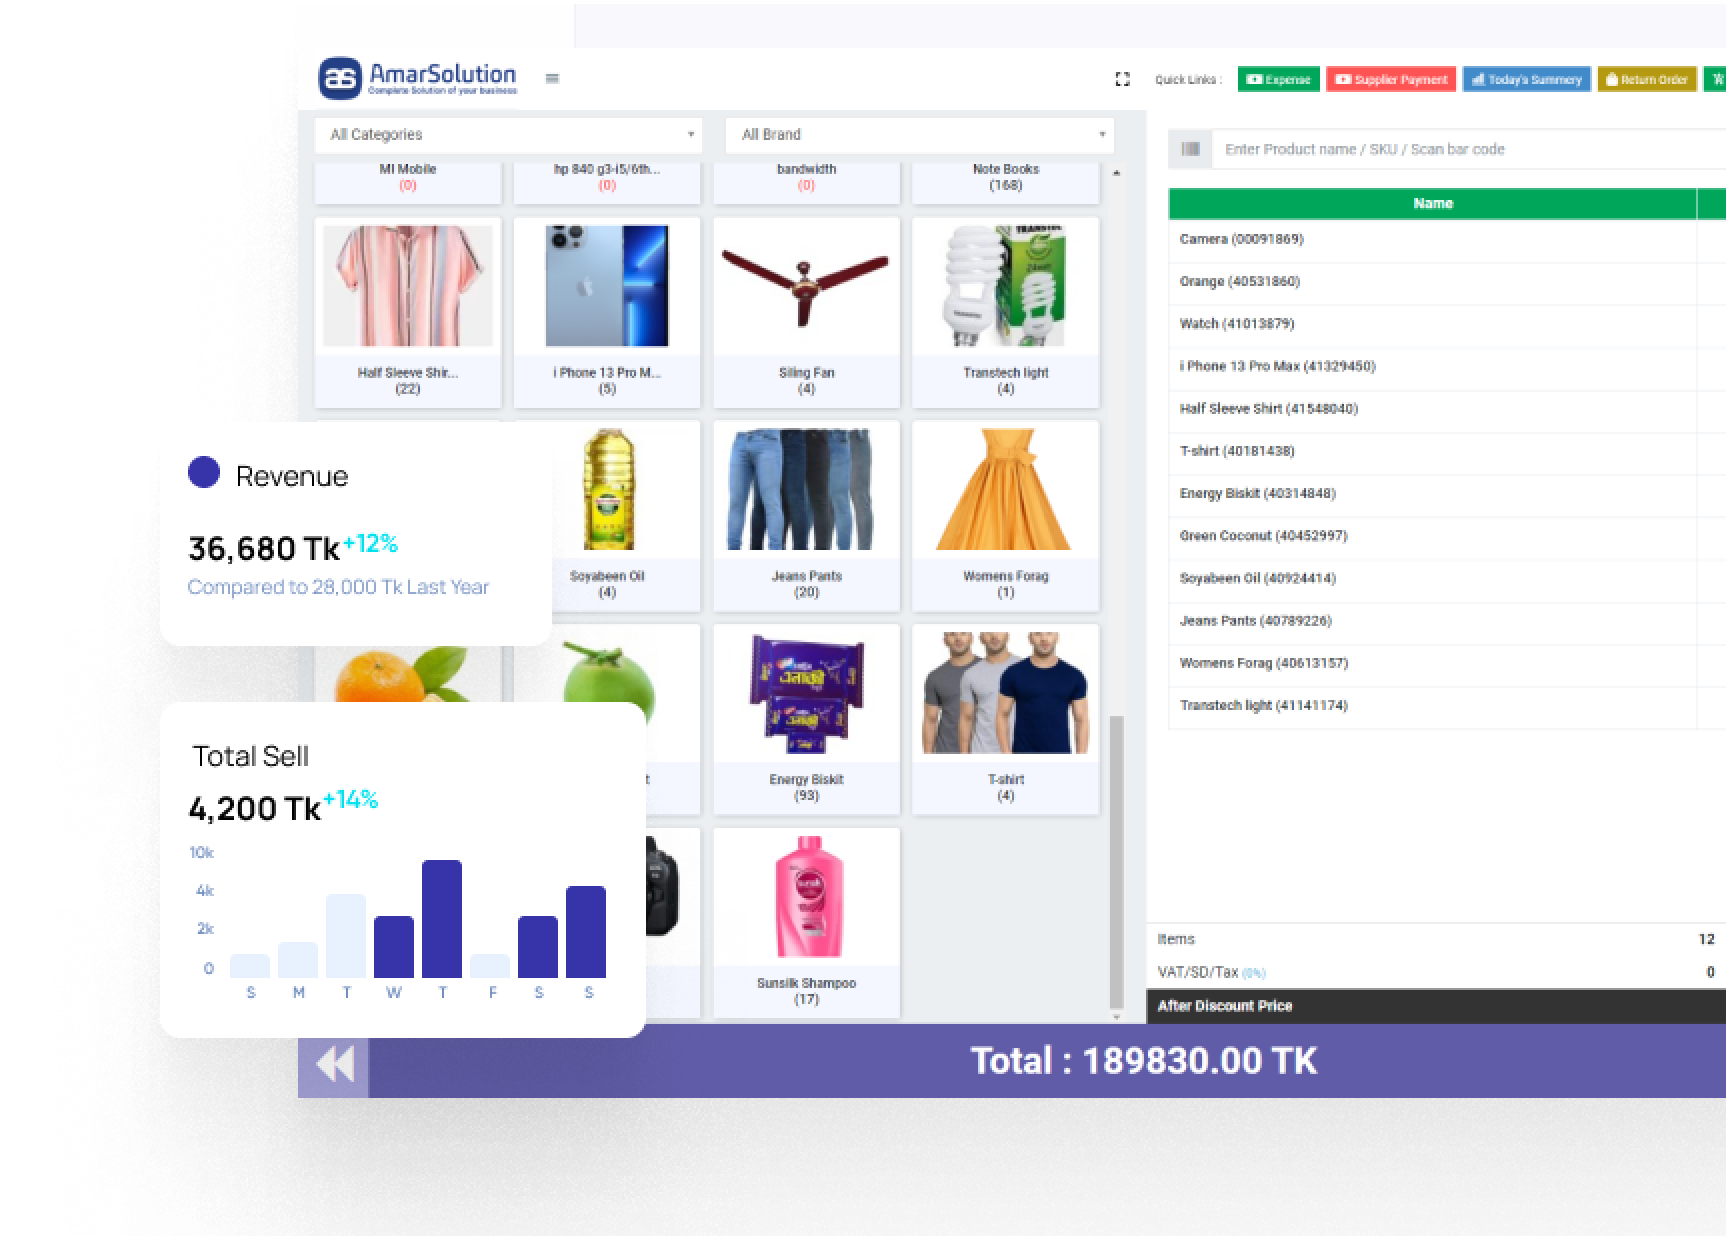 AmarSolution
Complete Solution of your business
Quick Links :
Expense
Supplier Payment
Today's Summery
Return Order
All Categories
All Brand
Enter Product name / SKU / Scan bar code
MI Mobile
(0)
hp 840 g3-i5/6th...
(0)
bandwidth
(0)
Note Books
(168)
Half Sleeve Shir...
(22)
i Phone 13 Pro M...
(5)
Siling Fan
(4)
TRANSTEC
Transtech light
(4)
Revenue
36,680 Tk +12%
Compared to 28,000 Tk Last Year
Soyabeen Oil
(4)
Jeans Pants
(20)
Womens Forag
(1)
এনার্জী
এনার্জী
Energy Biskit
(93)
T-shirt
(4)
Total Sell
4,200 Tk +14%
10k
4k
2k
0
S M T W T F S S
t
sunsilk
Sunsilk Shampoo
(17)
Name
Camera (00091869)
Orange (40531860)
Watch (41013879)
i Phone 13 Pro Max (41329450)
Half Sleeve Shirt (41548040)
T-shirt (40181438)
Energy Biskit (40314848)
Green Coconut (40452997)
Soyabeen Oil (40924414)
Jeans Pants (40789226)
Womens Forag (40613157)
Transtech light (41141174)
Items 12
VAT/SD/Tax (0%) 0
After Discount Price
Total : 189830.00 TK